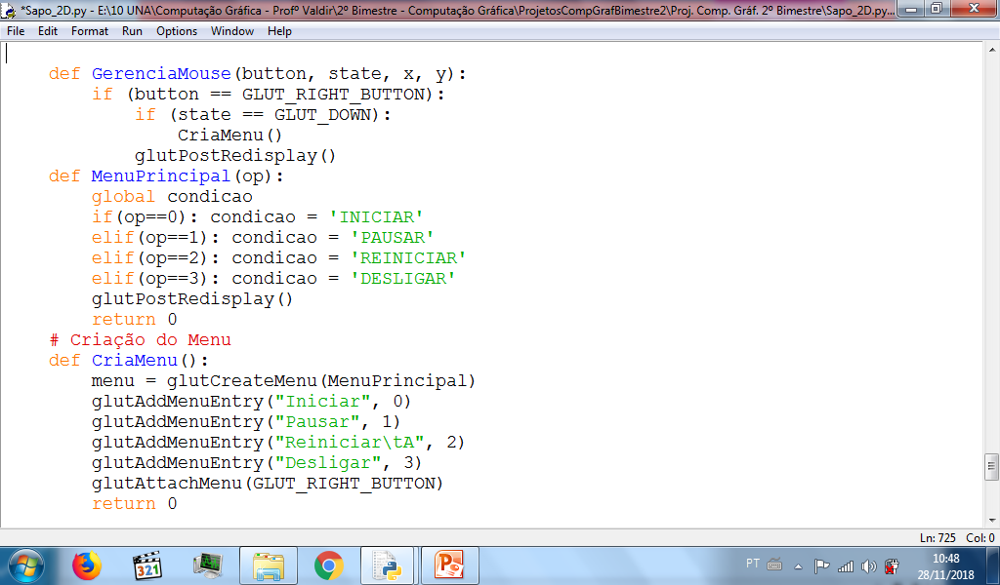 *Sapo_2D.py - E:\10 UNA\Computação Gráfica - Profº Valdir\2º Bimestre - Computação Gráfica\ProjetosCompGrafBimestre2\Proj. Comp. Gráf. 2º Bimestre\Sapo_2D.py...
File Edit Format Run Options Window Help
def GerenciaMouse(button, state, x, y):
if (button == GLUT_RIGHT_BUTTON):
if (state == GLUT_DOWN):
CriaMenu()
glutPostRedisplay()
def MenuPrincipal(op):
global condicao
if(op==0): condicao = 'INICIAR'
elif(op==1): condicao = 'PAUSAR'
elif(op==2): condicao = 'REINICIAR'
elif(op==3): condicao = 'DESLIGAR'
glutPostRedisplay()
return 0
# Criação do Menu
def CriaMenu():
menu = glutCreateMenu(MenuPrincipal)
glutAddMenuEntry("Iniciar", 0)
glutAddMenuEntry("Pausar", 1)
glutAddMenuEntry("Reiniciar\tA", 2)
glutAddMenuEntry("Desligar", 3)
glutAttachMenu(GLUT_RIGHT_BUTTON)
return 0
Ln: 725 Col: 0
321
PT
10:48
28/11/2018